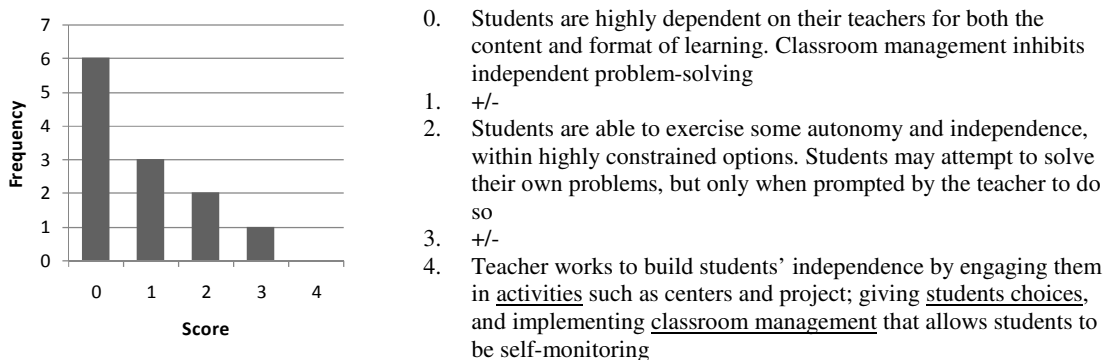 7
6
5
4
3
2
1
0
Frequency
0 1 2 3 4
Score
0. Students are highly dependent on their teachers for both the
content and format of learning. Classroom management inhibits
independent problem-solving
1. +/-
2. Students are able to exercise some autonomy and independence,
within highly constrained options. Students may attempt to solve
their own problems, but only when prompted by the teacher to do
so
3. +/-
4. Teacher works to build students’ independence by engaging them
in activities such as centers and project; giving students choices,
and implementing classroom management that allows students to
be self-monitoring